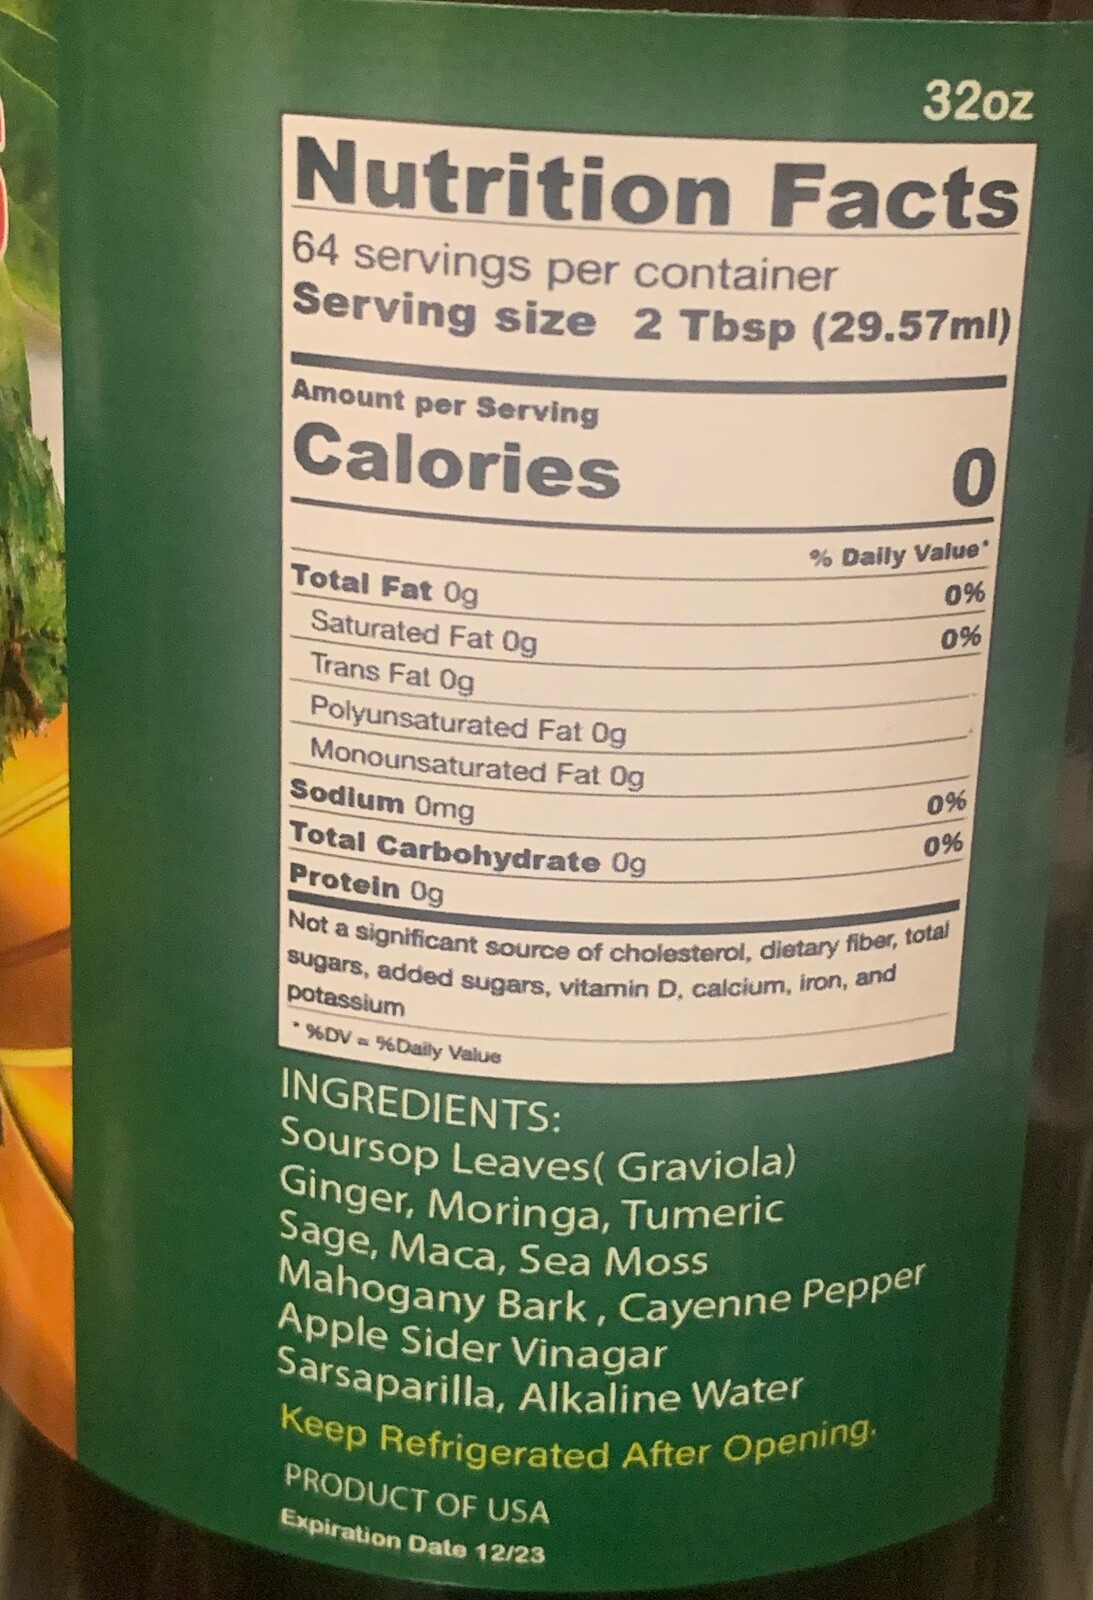 32oz
Nutrition Facts
64 servings per container
Serving size 2 Tbsp (29.57ml)
Amount per Serving
Calories 0
% Daily Value*
Total Fat 0g 0%
Saturated Fat 0g 0%
Trans Fat 0g
Polyunsaturated Fat 0g
Monounsaturated Fat 0g
Sodium 0mg 0%
Total Carbohydrate 0g 0%
Protein 0g
Not a significant source of cholesterol, dietary fiber, total
sugars, added sugars, vitamin D, calcium, iron, and
potassium
* %DV = %Daily Value
INGREDIENTS:
Soursop Leaves( Graviola)
Ginger, Moringa, Tumeric
Sage, Maca, Sea Moss
Mahogany Bark , Cayenne Pepper
Apple Sider Vinagar
Sarsaparilla, Alkaline Water
Keep Refrigerated After Opening.
PRODUCT OF USA
Expiration Date 12/23